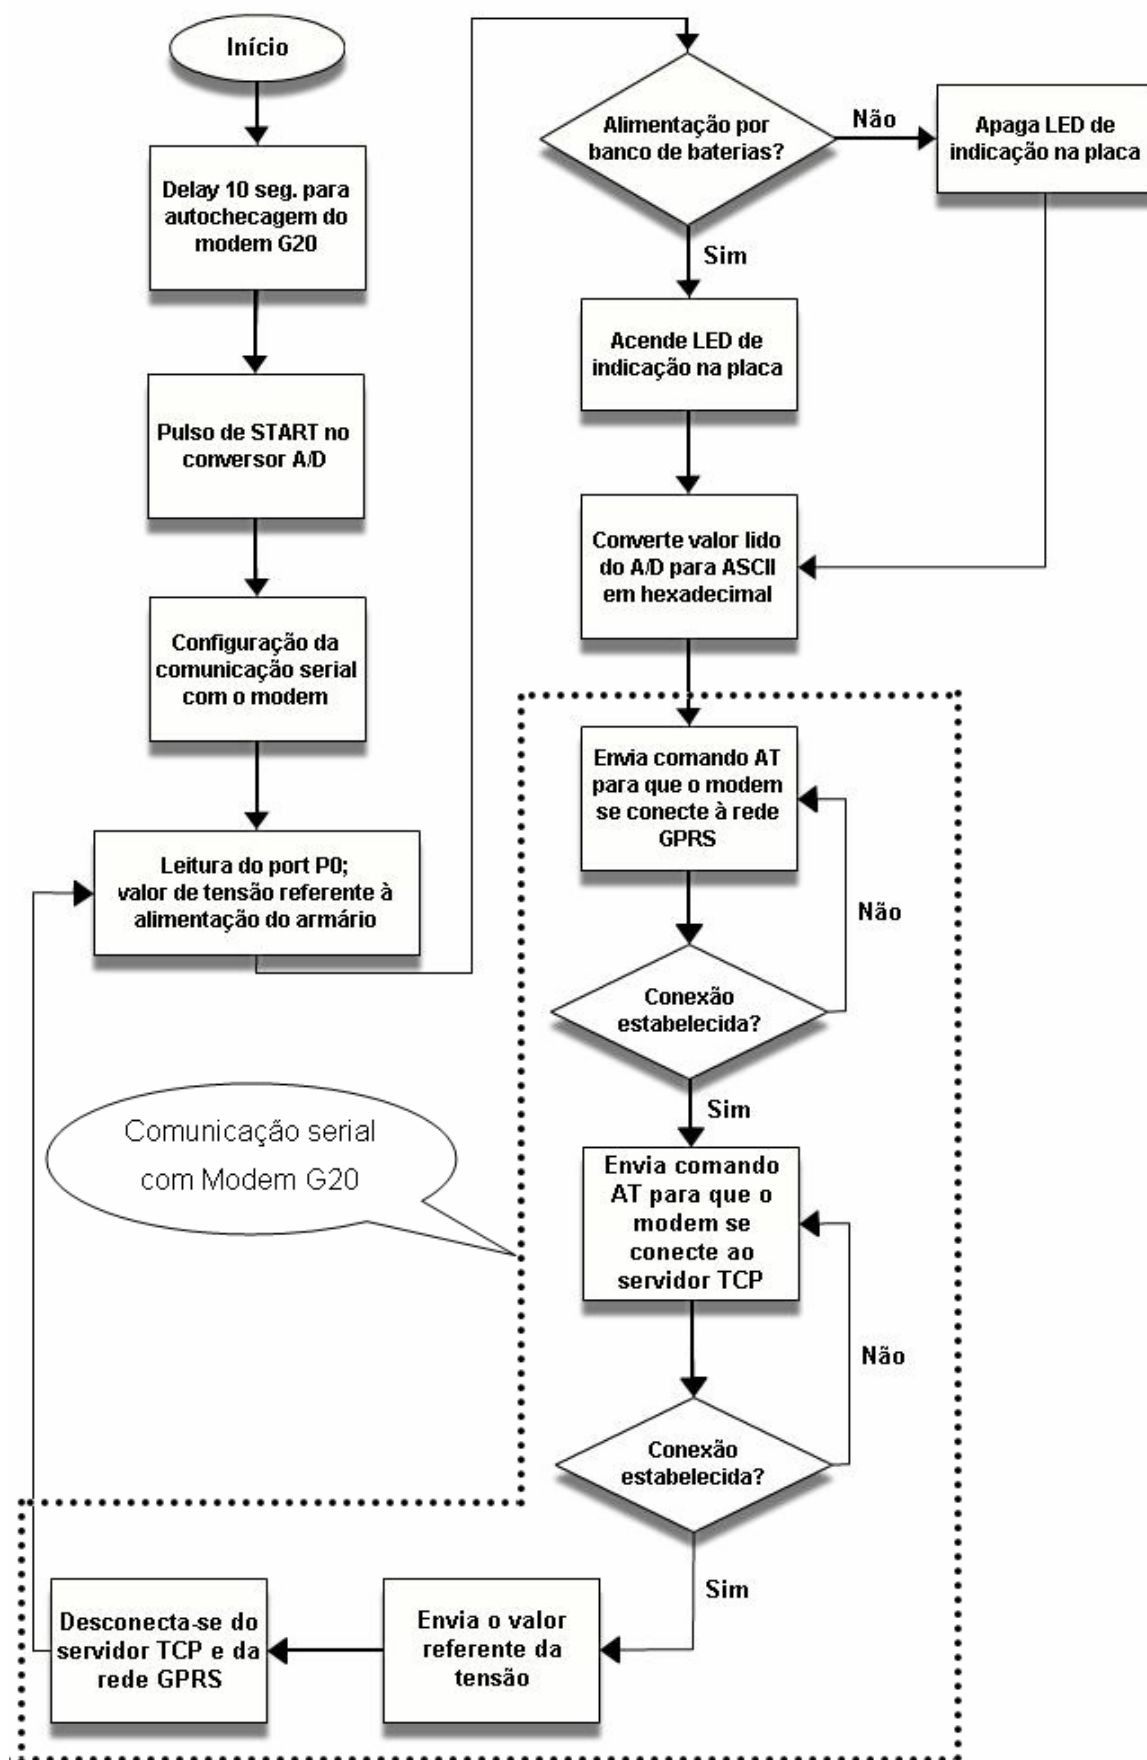 Início
Delay 10 seg. para
autochecagem do
modem G20
Pulso de START no
conversor A/D
Configuração da
comunicação serial
com o modem
Leitura do port P0;
valor de tensão referente à
alimentação do armário
Alimentação por
banco de baterias?
Não
Apaga LED de
indicação na placa
Sim
Acende LED de
indicação na placa
Converte valor lido
do A/D para ASCII
em hexadecimal
Envia comando AT
para que o modem
se conecte à rede
GPRS
Não
Conexão
estabelecida?
Sim
Envia comando
AT para que o
modem se
conecte ao
servidor TCP
Não
Conexão
estabelecida?
Sim
Envia o valor
referente da
tensão
Desconecta-se do
servidor TCP e da
rede GPRS
Comunicação serial
com Modem G20